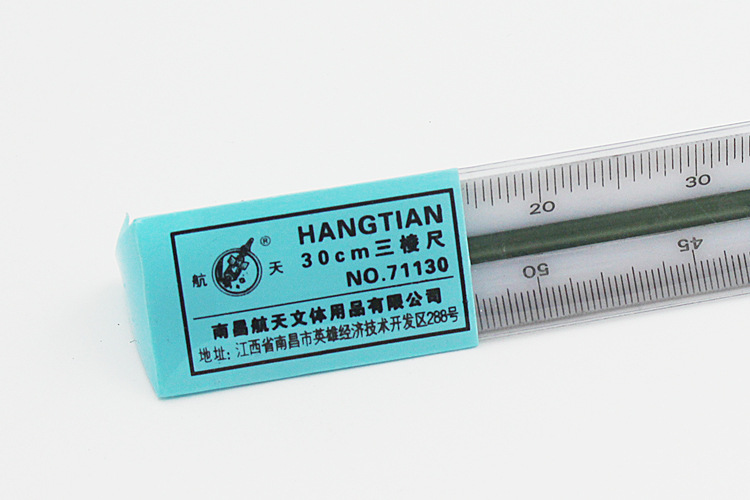 HANGTIAN
30cm三棱尺
NO.71130
航 天 ®
南昌航天文体用品有限公司
地址:江西省南昌市英雄经济技术开发区288号
20 30
50 45